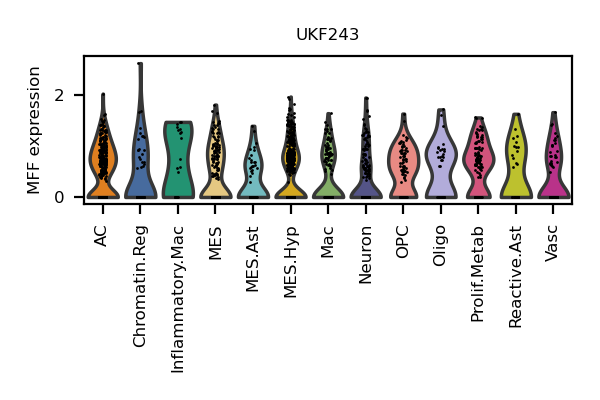 UKF243
MFF expression
2
0
AC
Chromatin.Reg
Inflammatory.Mac
MES
MES.Ast
MES.Hyp
Mac
Neuron
OPC
Oligo
Prolif.Metab
Reactive.Ast
Vasc